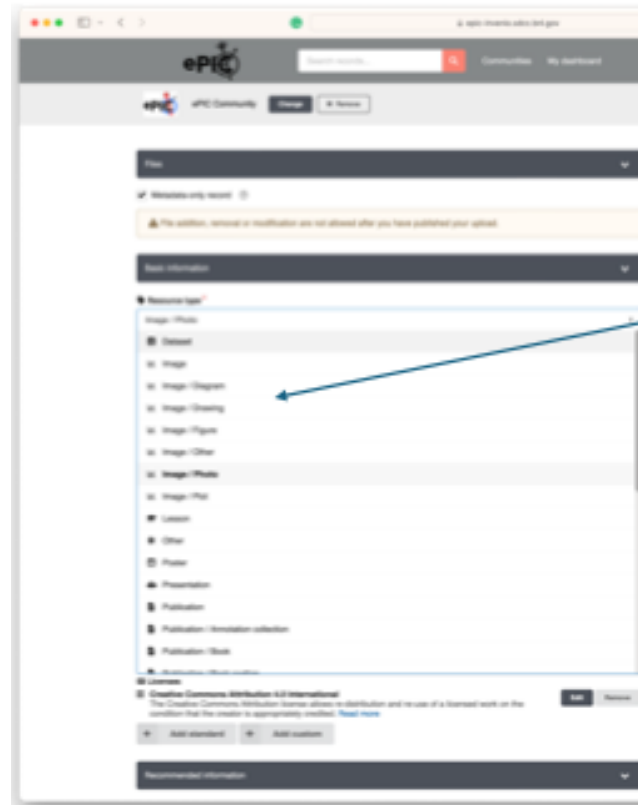 ePIC
Search records...
Communities
My dashboard
ePIC
ePIC Community
Change
Remove
Files
Metadata-only record
File addition, removal or modification are not allowed after you have published your upload.
Basic information
Resource type*
Image / Photo
Dataset
Image
Image / Diagram
Image / Drawing
Image / Figure
Image / Other
Image / Photo
Image / Plot
Lesson
Other
Poster
Presentation
Publication
Publication / Annotation collection
Publication / Book
Licenses
Creative Commons Attribution 4.0 International
The Creative Commons Attribution license allows re-distribution and re-use of a licensed work on the
condition that the creator is appropriately credited. Read more
Edit
Remove
Add standard
Add custom
Recommended information